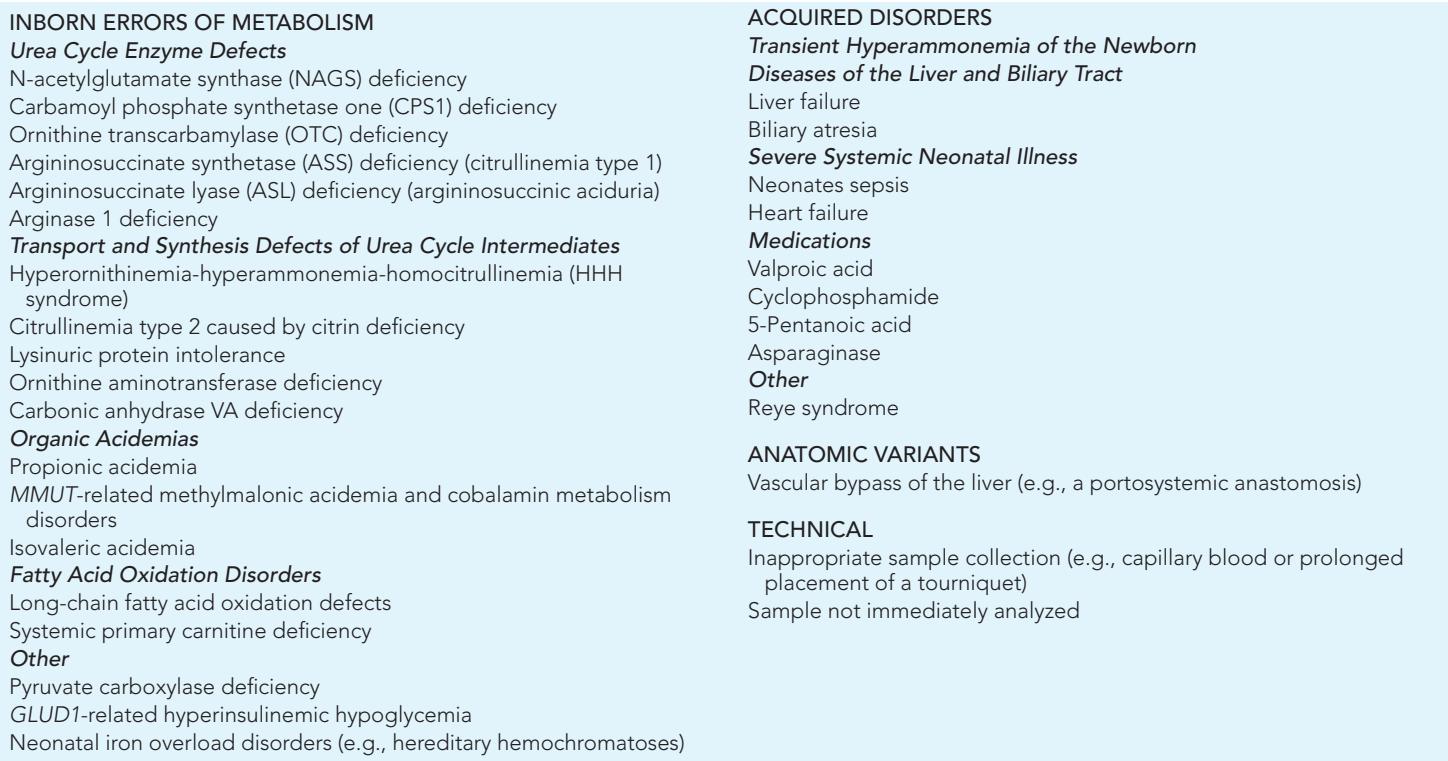 INBORN ERRORS OF METABOLISM
Urea Cycle Enzyme Defects
N-acetylglutamate synthase (NAGS) deficiency
Carbamoyl phosphate synthetase one (CPS1) deficiency
Ornithine transcarbamylase (OTC) deficiency
Argininosuccinate synthetase (ASS) deficiency (citrullinemia type 1)
Argininosuccinate lyase (ASL) deficiency (argininosuccinic aciduria)
Arginase 1 deficiency
Transport and Synthesis Defects of Urea Cycle Intermediates
Hyperornithinemia-hyperammonemia-homocitrullinemia (HHH
syndrome)
Citrullinemia type 2 caused by citrin deficiency
Lysinuric protein intolerance
Ornithine aminotransferase deficiency
Carbonic anhydrase VA deficiency
Organic Acidemias
Propionic acidemia
MMUT-related methylmalonic acidemia and cobalamin metabolism
disorders
Isovaleric acidemia
Fatty Acid Oxidation Disorders
Long-chain fatty acid oxidation defects
Systemic primary carnitine deficiency
Other
Pyruvate carboxylase deficiency
GLUD1-related hyperinsulinemic hypoglycemia
Neonatal iron overload disorders (e.g., hereditary hemochromatoses)
ACQUIRED DISORDERS
Transient Hyperammonemia of the Newborn
Diseases of the Liver and Biliary Tract
Liver failure
Biliary atresia
Severe Systemic Neonatal Illness
Neonates sepsis
Heart failure
Medications
Valproic acid
Cyclophosphamide
5-Pentanoic acid
Asparaginase
Other
Reye syndrome
ANATOMIC VARIANTS
Vascular bypass of the liver (e.g., a portosystemic anastomosis)
TECHNICAL
Inappropriate sample collection (e.g., capillary blood or prolonged
placement of a tourniquet)
Sample not immediately analyzed